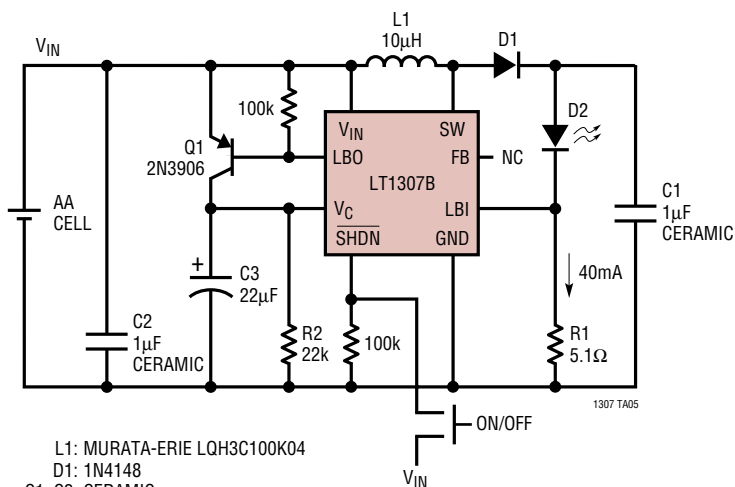 L1
10µH
D1
VIN
100k
D2
Q1
2N3906
VIN
SW
LBO
FB
NC
LT1307B
AA
CELL
VC
LBI
SHDN
GND
C1
1µF
CERAMIC
+
C3
22µF
40mA
C2
1µF
CERAMIC
R2
22k
100k
R1
5.1Ω
1307 TA05
ON/OFF
VIN
L1: MURATA-ERIE LQH3C100K04
D1: 1N4148